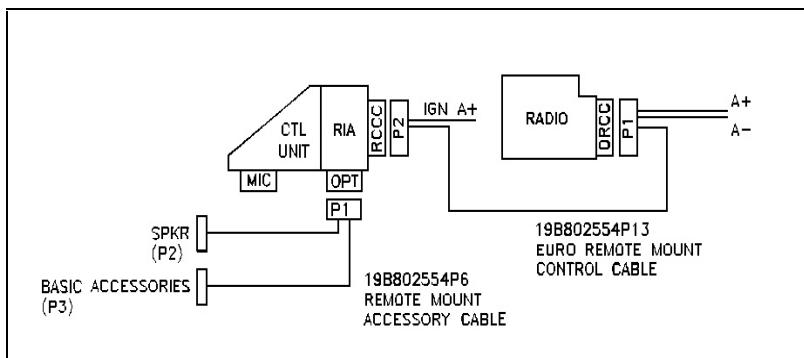 CTL
UNIT
RIA
RCCC
P2
IGN A+
RADIO
ORCC
P1
A+
A-
MIC
OPT
P1
SPKR
(P2)
BASIC ACCESSORIES
(P3)
19B802554P6
REMOTE MOUNT
ACCESSORY CABLE
19B802554P13
EURO REMOTE MOUNT
CONTROL CABLE